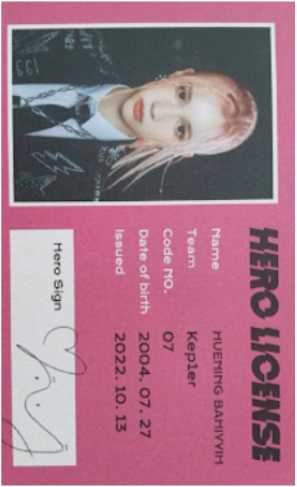 HERO LICENSE
Name HUENING BAHIYYIH
Team Kep1er
Code NO. 07
Date of birth 2004. 07. 27
Issued 2022. 10. 13
Hero Sign